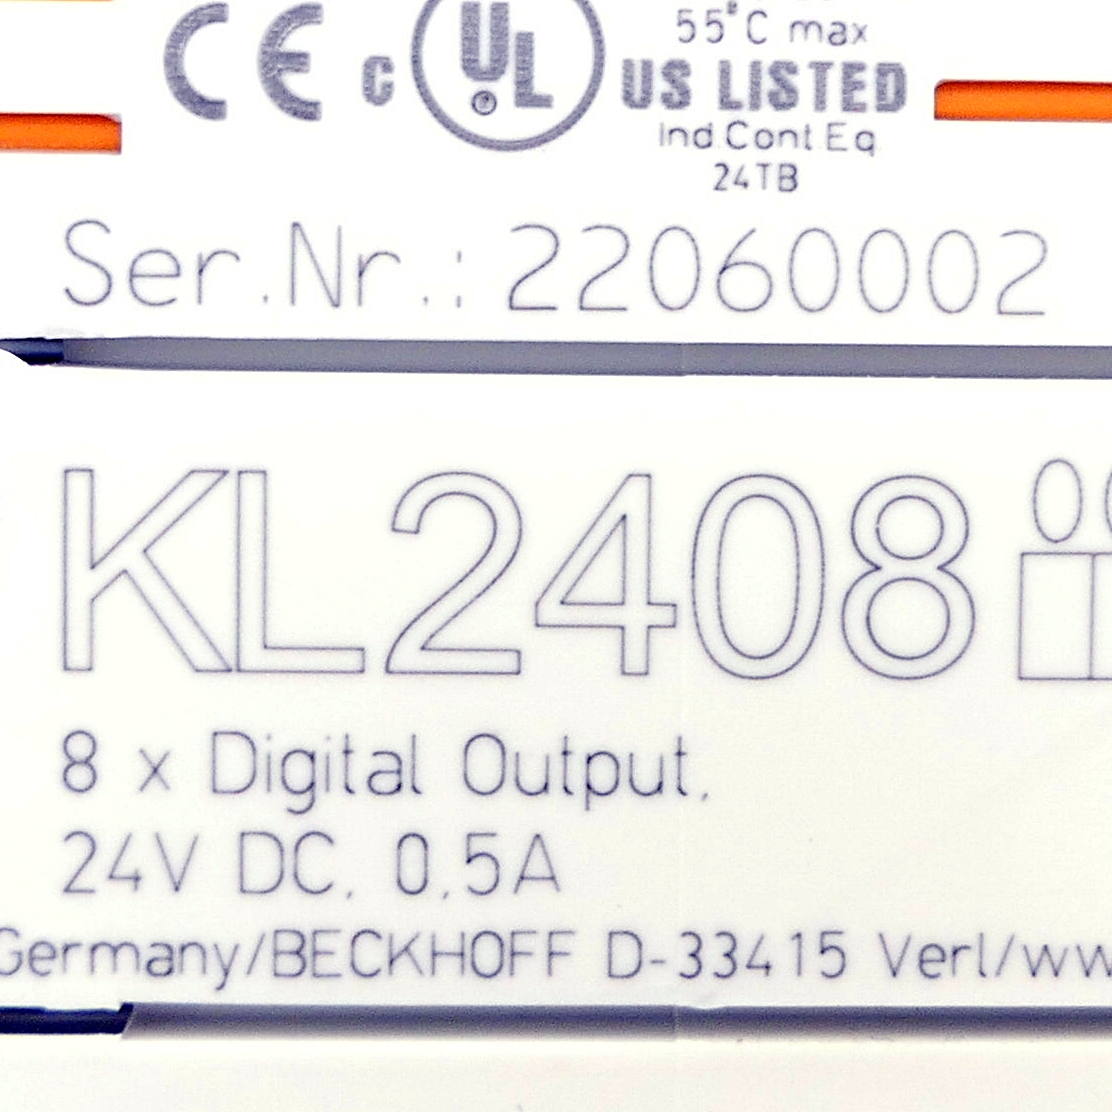 55°C max
CE c UL ® US LISTED
Ind.Cont.Eq
24TB
Ser.Nr.: 22060002
KL2408
8 x Digital Output,
24V DC, 0,5A
Germany/BECKHOFF D-33415 Verl/ww